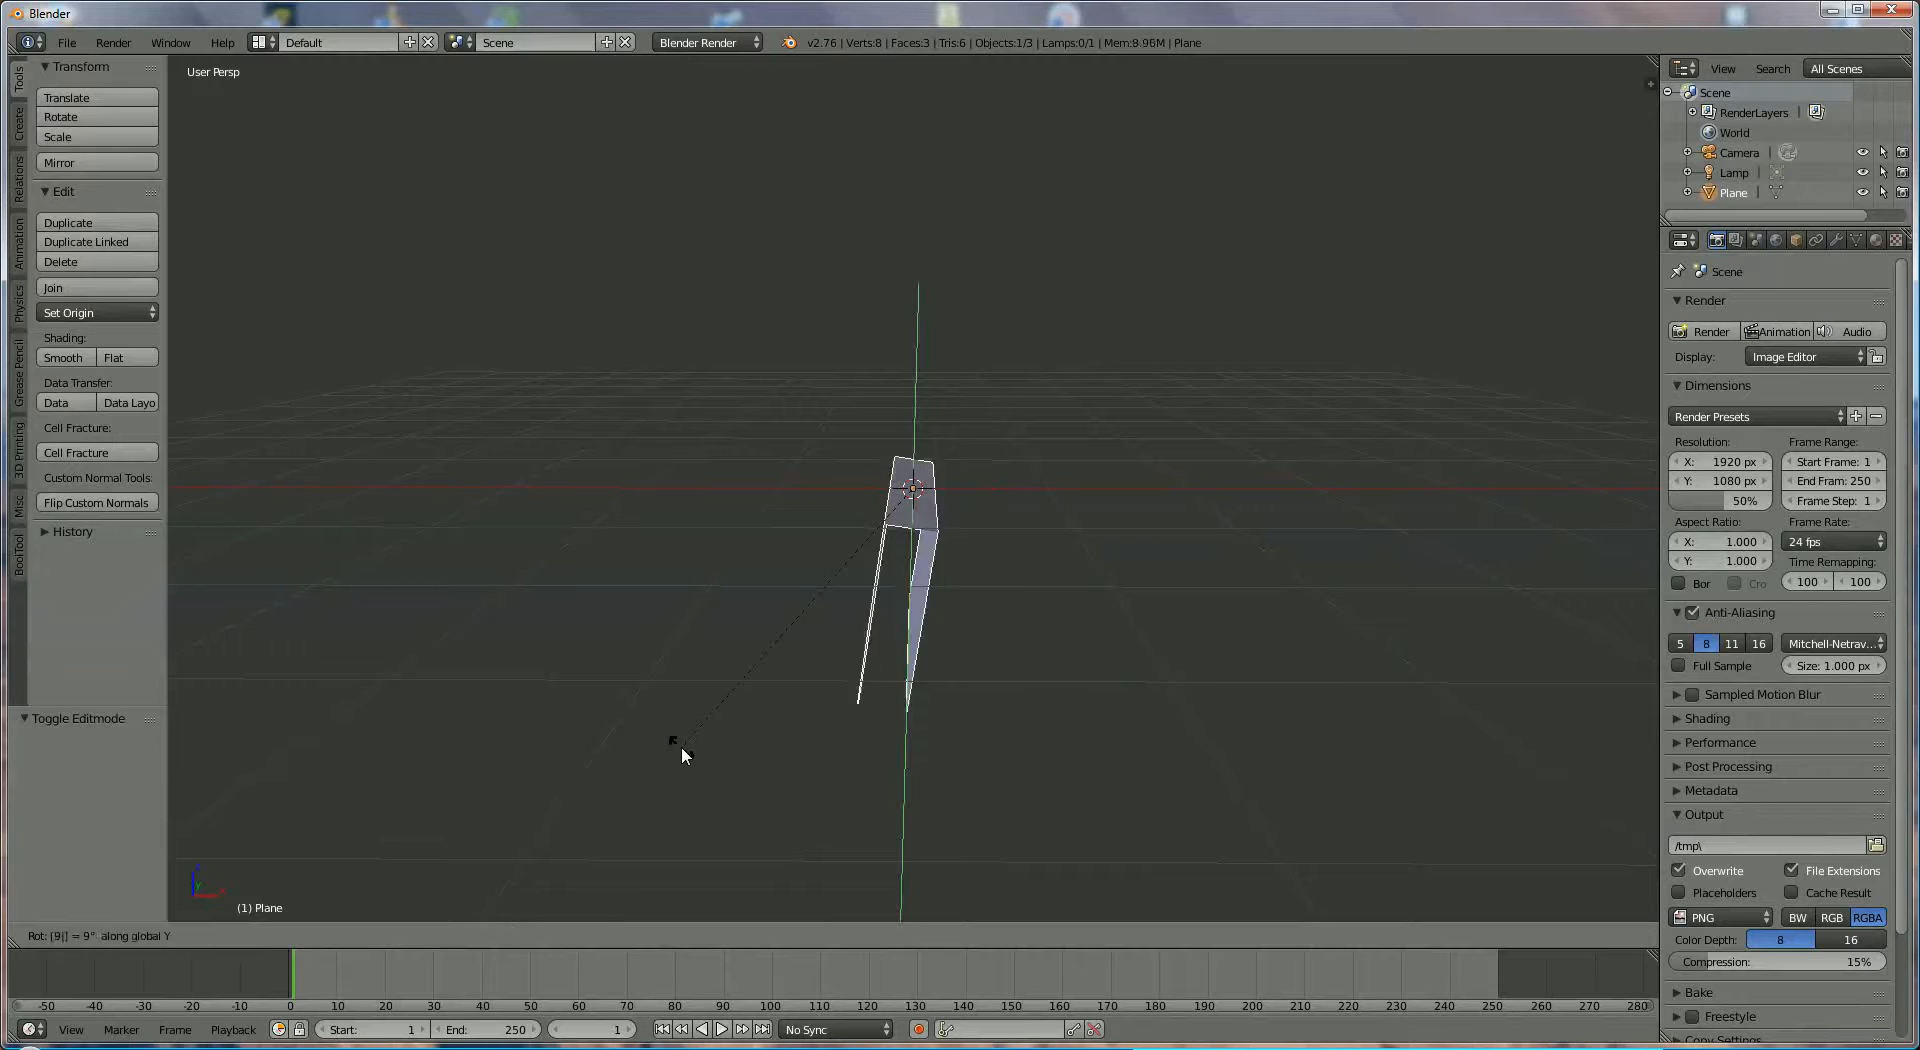 Blender
File Render Window Help Default Scene Blender Render v2.76 | Verts:8 | Faces:3 | Tris:6 | Objects:1/3 | Lamps:0/1 | Mem:8.96M | Plane
Tools
Create
Relations
Animation
Physics
Grease Pencil
3D Printing
Misc
BoolTool
Transform
Translate
Rotate
Scale
Mirror
Edit
Duplicate
Duplicate Linked
Delete
Join
Set Origin
Shading:
Smooth Flat
Data Transfer:
Data Data Layo
Cell Fracture:
Cell Fracture
Custom Normal Tools:
Flip Custom Normals
History
Toggle Editmode
User Persp
(1) Plane
Rot: [9|] = 9° along global Y
View Search All Scenes
Scene
RenderLayers
World
Camera
Lamp
Plane
Scene
Render
Render Animation Audio
Display: Image Editor
Dimensions
Render Presets
Resolution: Frame Range:
X: 1920 px Start Frame: 1
Y: 1080 px End Fram: 250
50% Frame Step: 1
Aspect Ratio: Frame Rate:
X: 1.000 24 fps
Y: 1.000 Time Remapping:
Bor Cro 100 100
Anti-Aliasing
5 8 11 16 Mitchell-Netrav...
Full Sample Size: 1.000 px
Sampled Motion Blur
Shading
Performance
Post Processing
Metadata
Output
/tmp\
Overwrite File Extensions
Placeholders Cache Result
PNG BW RGB RGBA
Color Depth: 8 16
Compression: 15%
Bake
Freestyle
-50 -40 -30 -20 -10 0 10 20 30 40 50 60 70 80 90 100 110 120 130 140 150 160 170 180 190 200 210 220 230 240 250 260 270 280
View Marker Frame Playback Start: 1 End: 250 1 No Sync